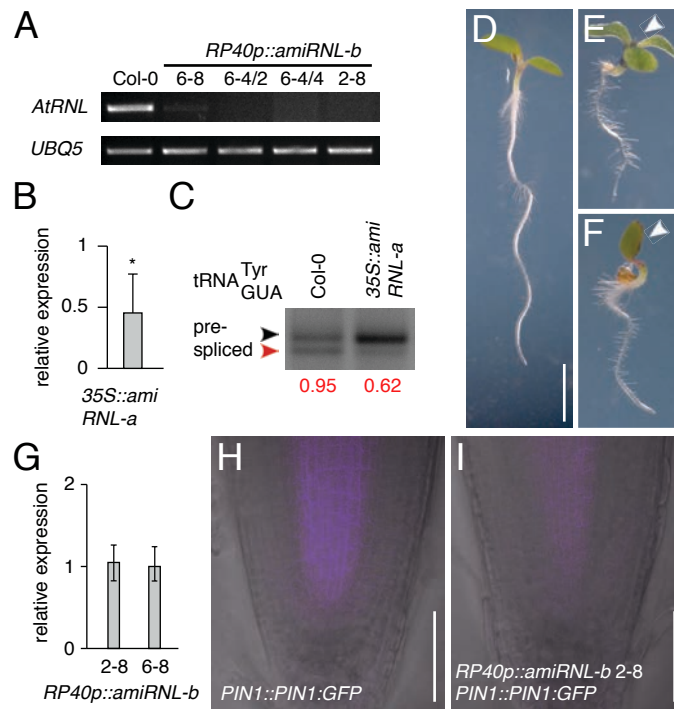 A
RP40p::amiRNL-b
Col-0 6-8 6-4/2 6-4/4 2-8
AtRNL
UBQ5
B
relative expression
1
0.5
0
*
35S::ami
RNL-a
C
tRNA Tyr
GUA
Col-0
35S::ami
RNL-a
pre-
spliced
0.95 0.62
D
E
F
G
relative expression
2
1
0
2-8 6-8
RP40p::amiRNL-b
H
PIN1::PIN1:GFP
I
RP40p::amiRNL-b 2-8
PIN1::PIN1:GFP